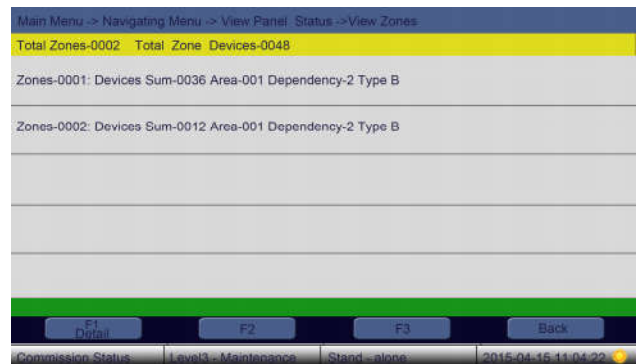 Main Menu -> Navigating Menu -> View Panel Status ->View Zones
Total Zones-0002 Total Zone Devices-0048
Zones-0001: Devices Sum-0036 Area-001 Dependency-2 Type B
Zones-0002: Devices Sum-0012 Area-001 Dependency-2 Type B
F1 F2 F3 Back
Detail
Commission Status Level3 - Maintenance Stand - alone 2015-04-15 11:04:22